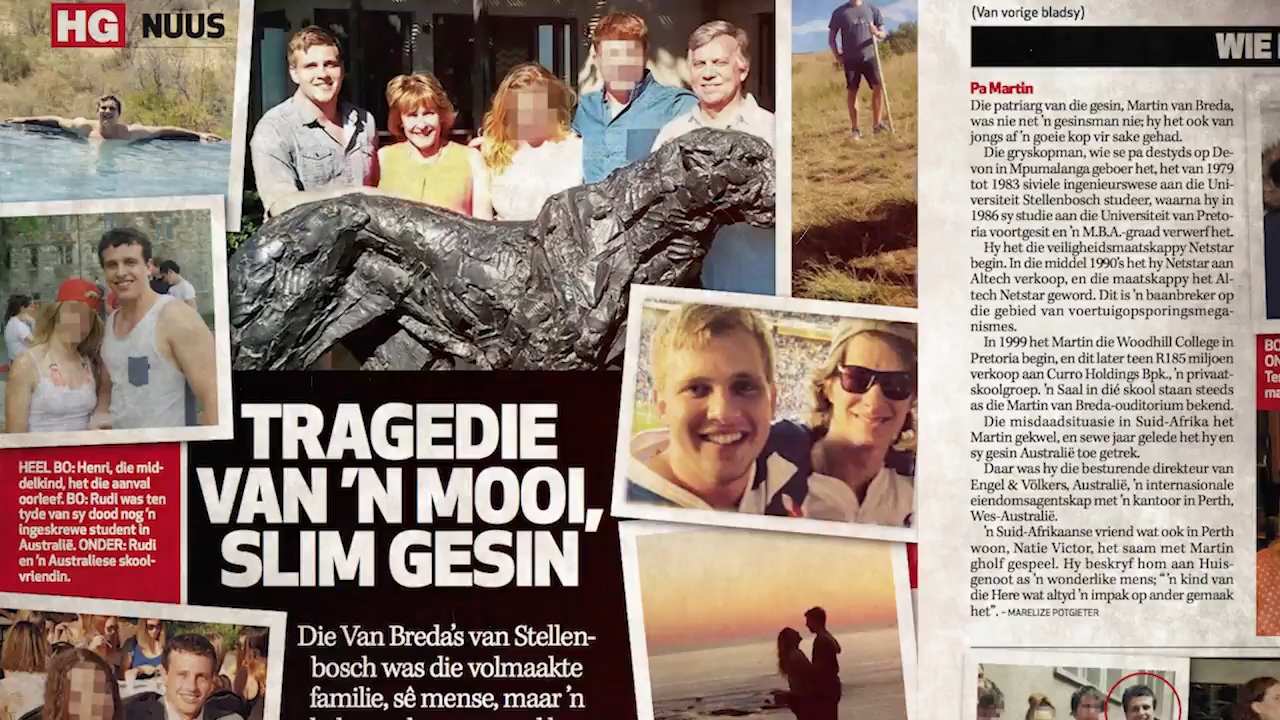 HG NUUS
HEEL BO: Henri, die mid-
delkind, het die aanval
oorleef. BO: Rudi was ten
tyde van sy dood nog 'n
ingeskrewe student in
Australië. ONDER: Rudi
en 'n Australiese skool-
vriendin.
TRAGEDIE
VAN 'N MOOI,
SLIM GESIN
Die Van Breda's van Stellen-
bosch was die volmaakte
familie, sê mense, maar 'n
(Van vorige bladsy)
WIE
Pa Martin
Die patriarg van die gesin, Martin van Breda,
was nie net 'n gesinsman nie; hy het ook van
jongs af 'n goeie kop vir sake gehad.
Die gryskopman, wie se pa destyds op De-
von in Mpumalanga geboer het, het van 1979
tot 1983 siviele ingenieurswese aan die Uni-
versiteit Stellenbosch studeer, waarna hy in
1986 sy studie aan die Universiteit van Preto-
ria voortgesit en 'n M.B.A.-graad verwerf het.
Hy het die veiligheidsmaatskappy Netstar
begin. In die middel 1990's het hy Netstar aan
Altech verkoop, en die maatskappy het Al-
tech Netstar geword. Dit is 'n baanbreker op
die gebied van voertuigopsporingsmega-
nismes.
In 1999 het Martin die Woodhill College in
Pretoria begin, en dit later teen R185 miljoen
verkoop aan Curro Holdings Bpk., 'n privaat-
skoolgroep. 'n Saal in dié skool staan steeds
as die Martin van Breda-ouditorium bekend.
Die misdaadsituasie in Suid-Afrika het
Martin gekwel, en sewe jaar gelede het hy en
sy gesin Australië toe getrek.
Daar was hy die besturende direkteur van
Engel & Völkers, Australië, 'n internasionale
eiendomsagentskap met 'n kantoor in Perth,
Wes-Australië.
'n Suid-Afrikaanse vriend wat ook in Perth
woon, Natie Victor, het saam met Martin
gholf gespeel. Hy beskryf hom aan Huis-
genoot as 'n wonderlike mens; "'n kind van
die Here wat altyd 'n impak op ander gemaak
het". – MARELIZE POTGIETER
BO
ON
Te
ma